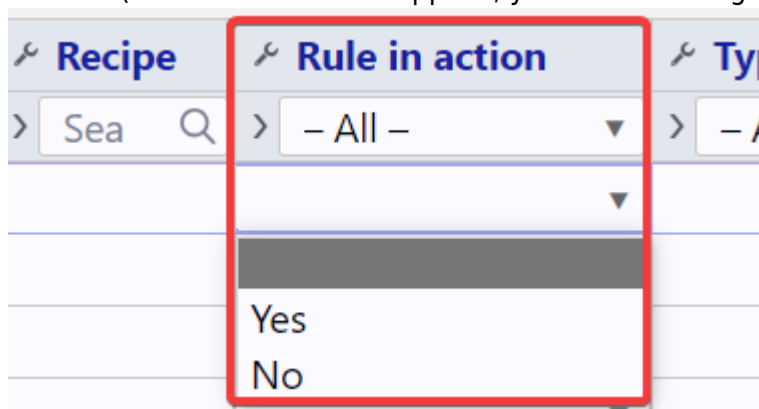 Recipe Rule in action
Sea – All –
Yes
No